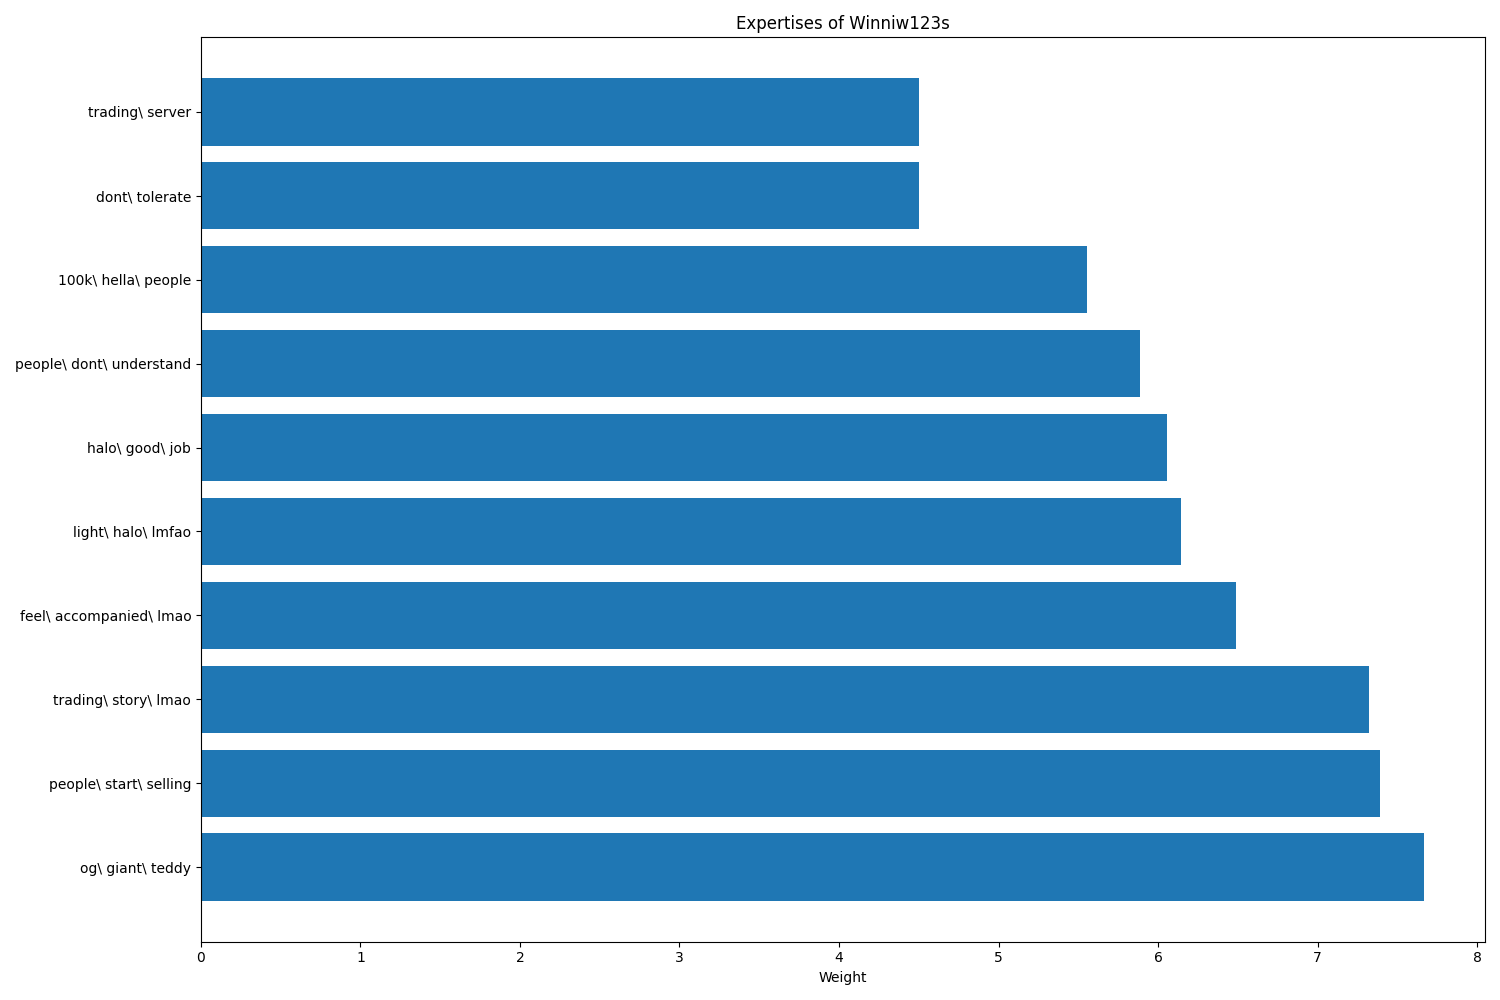 Expertises of Winniw123s
trading\ server
dont\ tolerate
100k\ hella\ people
people\ dont\ understand
halo\ good\ job
light\ halo\ lmfao
feel\ accompanied\ lmao
trading\ story\ lmao
people\ start\ selling
og\ giant\ teddy
0 1 2 3 4 5 6 7 8
Weight